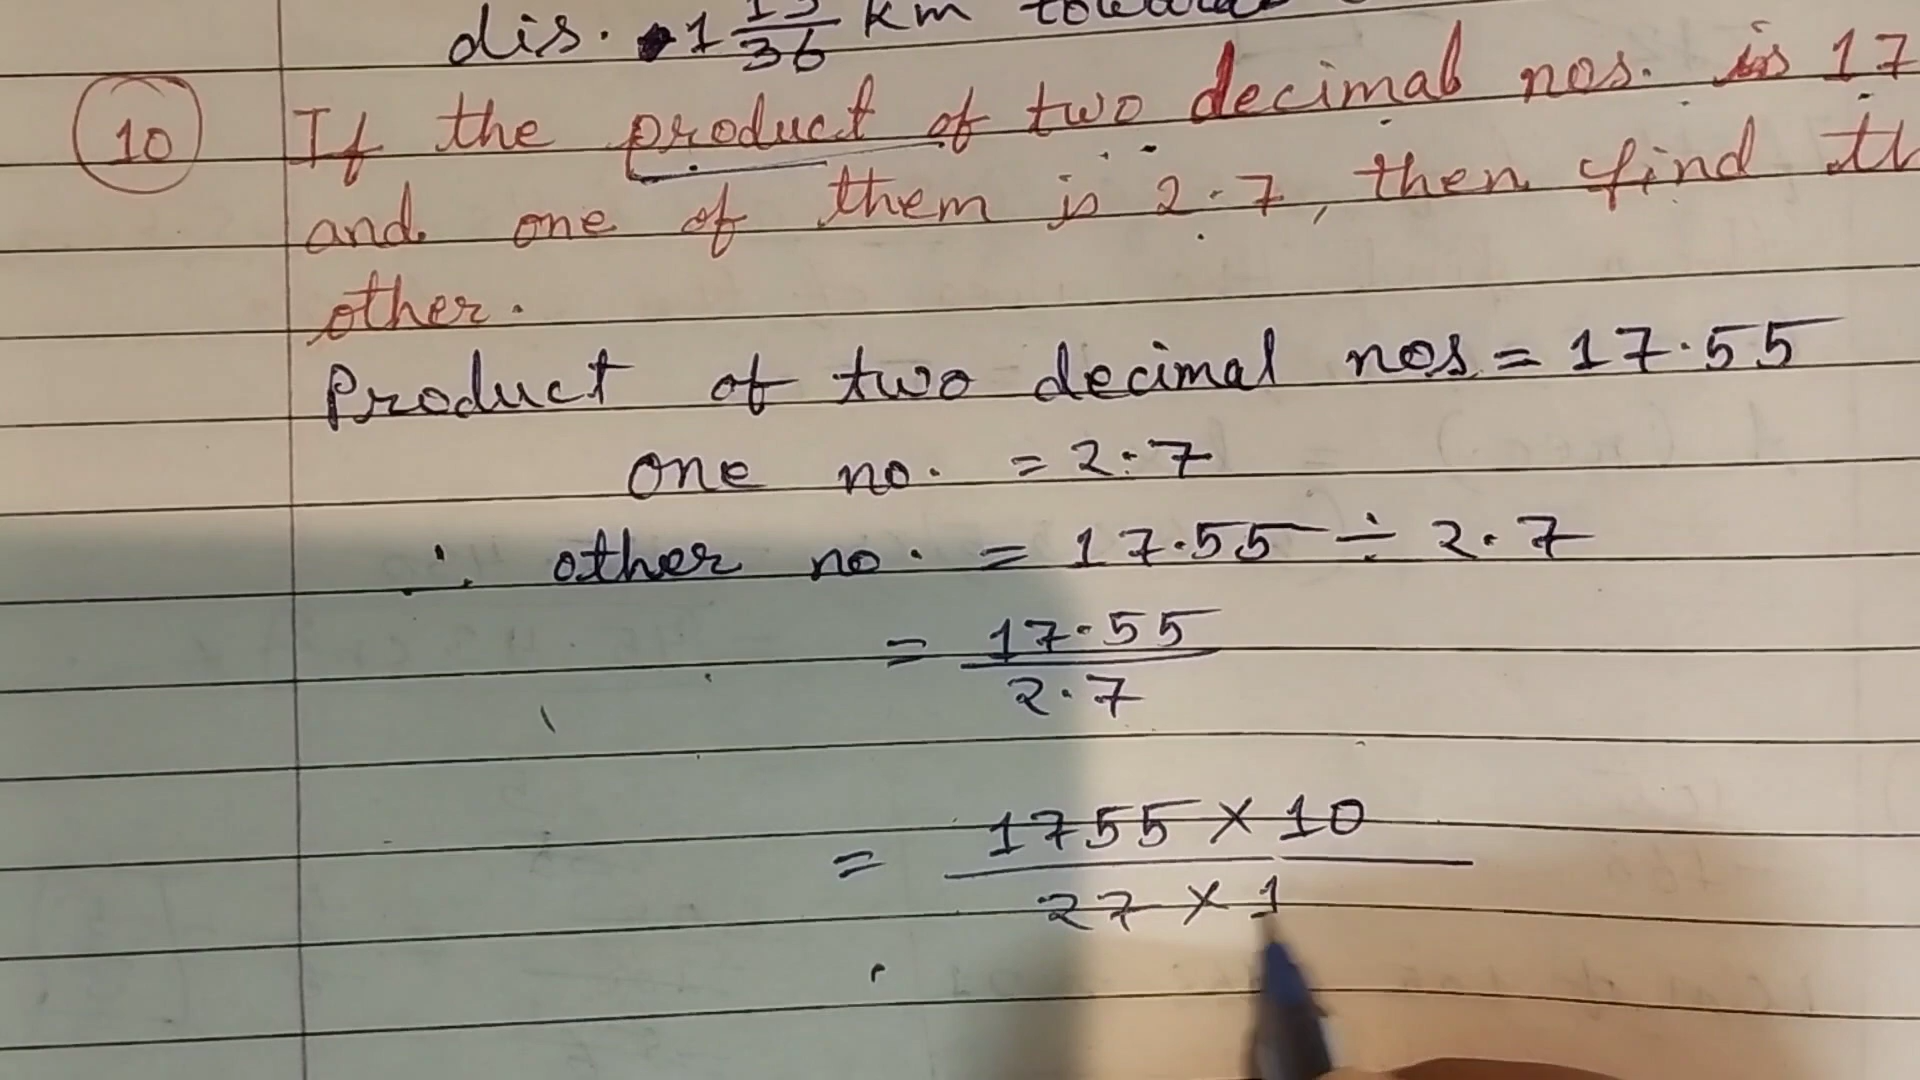 dis. 1 13/36 km
10 If the product of two decimal nos. is 17
and one of them is 2.7, then find th
other.
Product of two decimal nos = 17.55
one no. = 2.7
∴ other no. = 17.55 ÷ 2.7
= 17.55 / 2.7
= 1755 × 10 / 27 × 1